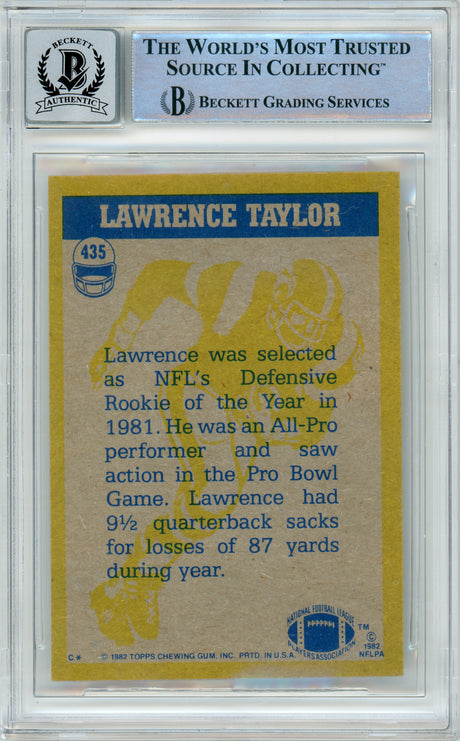 BECKETT
B
AUTHENTIC
THE WORLD'S MOST TRUSTED
SOURCE IN COLLECTING™
B BECKETT GRADING SERVICES
LAWRENCE TAYLOR
435
Lawrence was selected
as NFL's Defensive
Rookie of the Year in
1981. He was an All-Pro
performer and saw
action in the Pro Bowl
Game. Lawrence had
9½ quarterback sacks
for losses of 87 yards
during year.
NATIONAL FOOTBALL LEAGUE
PLAYERS ASSOCIATION
TM
©
1982
NFLPA
C* © 1982 TOPPS CHEWING GUM, INC. PRTD. IN U.S.A.